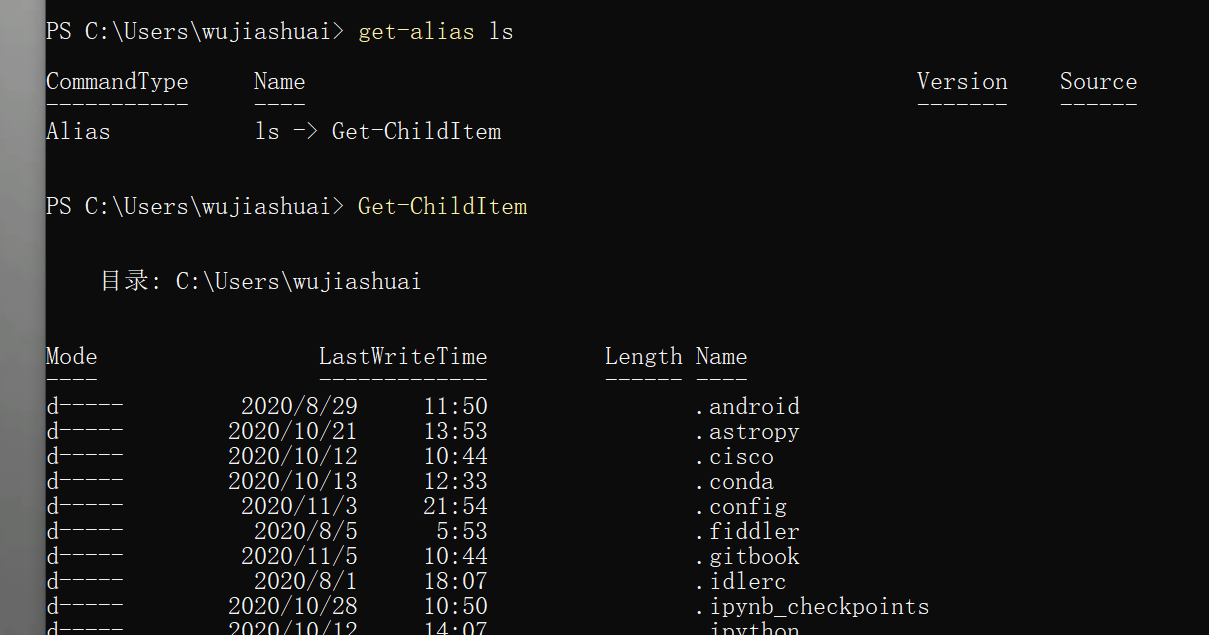 PS C:\Users\wujiashuai> get-alias ls
CommandType     Name                                               Version    Source
-----------     ----                                               -------    ------
Alias           ls -> Get-ChildItem
PS C:\Users\wujiashuai> Get-ChildItem
目录: C:\Users\wujiashuai
Mode                 LastWriteTime         Length Name
----                 -------------         ------ ----
d-----         2020/8/29     11:50                .android
d-----        2020/10/21     13:53                .astropy
d-----        2020/10/12     10:44                .cisco
d-----        2020/10/13     12:33                .conda
d-----         2020/11/3     21:54                .config
d-----          2020/8/5      5:53                .fiddler
d-----         2020/11/5     10:44                .gitbook
d-----          2020/8/1     18:07                .idlerc
d-----        2020/10/28     10:50                .ipynb_checkpoints
d-----        2020/10/12     14:07                .ipython